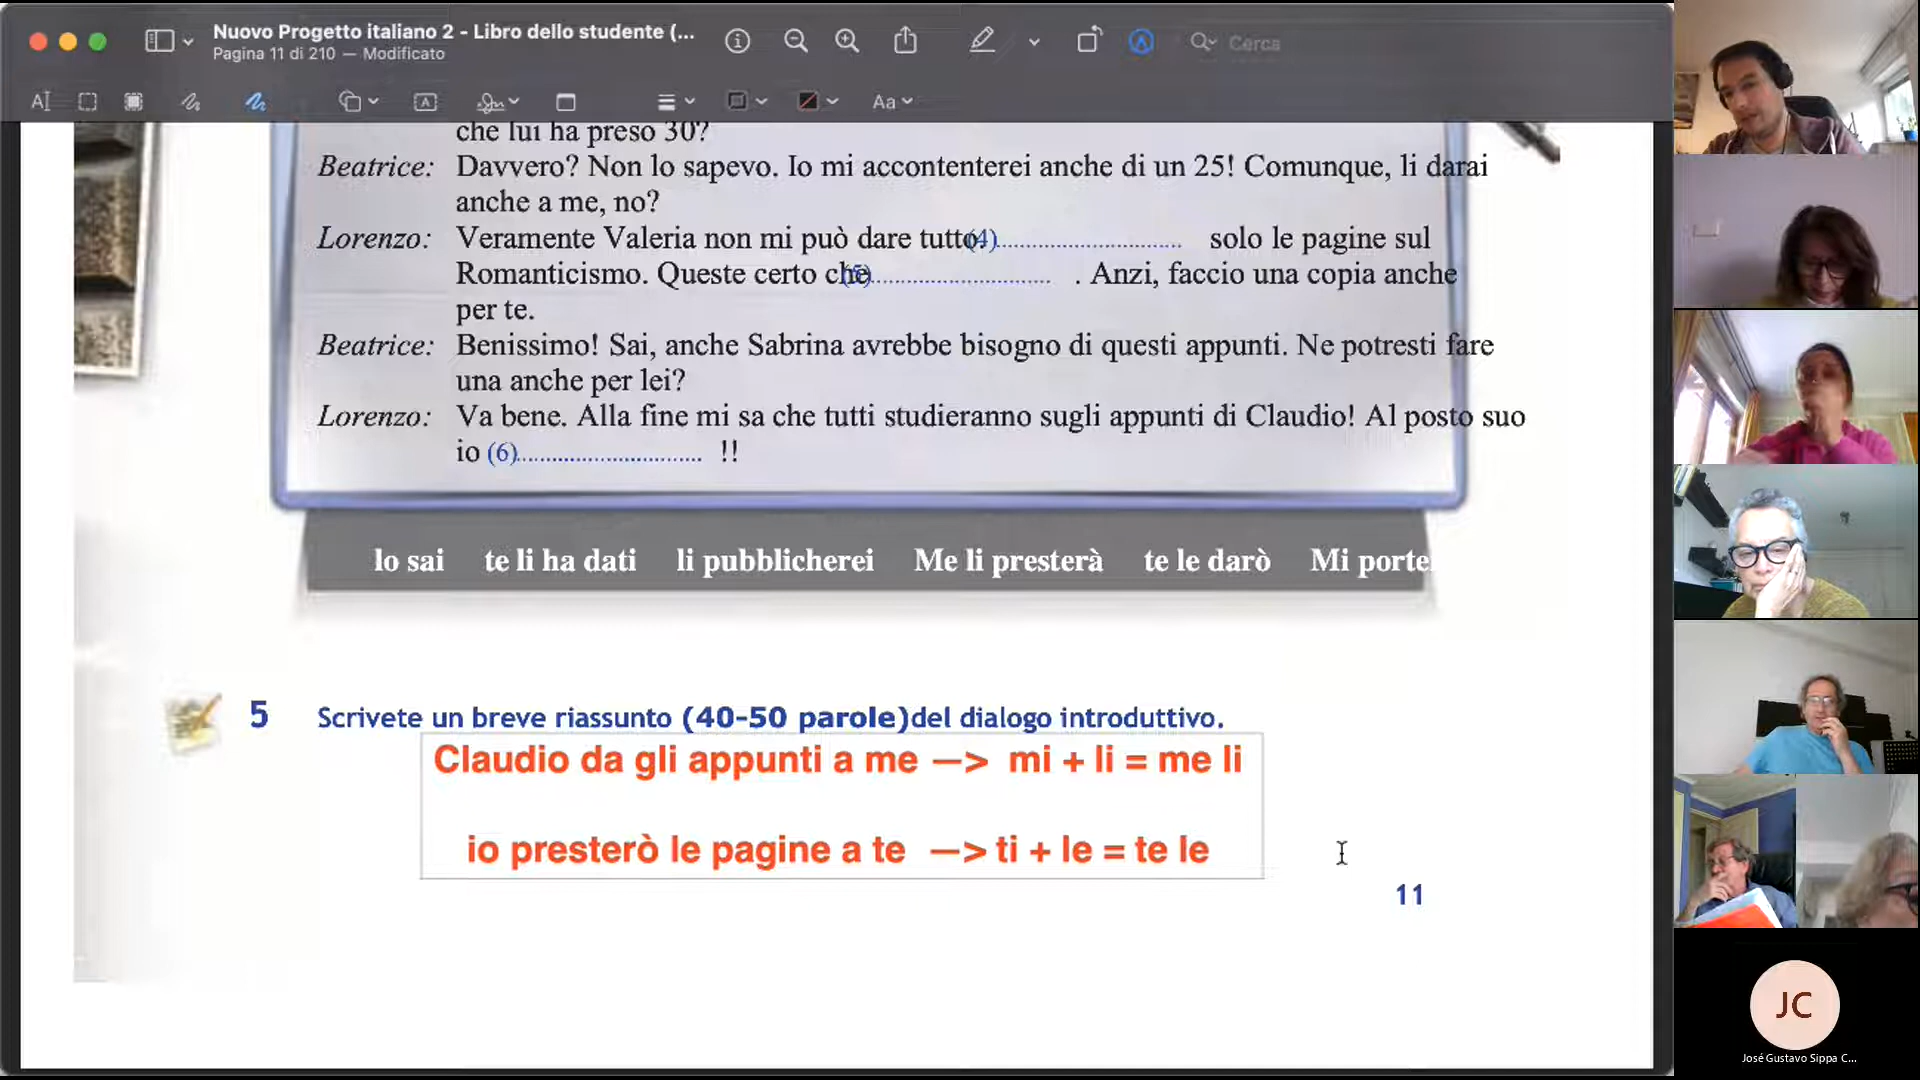 Nuovo Progetto italiano 2 - Libro dello studente (...
Pagina 11 di 210 — Modificato
Cerca
Aa
che lui ha preso 30?
Beatrice: Davvero? Non lo sapevo. Io mi accontenterei anche di un 25! Comunque, li darai
anche a me, no?
Lorenzo: Veramente Valeria non mi può dare tutto. (4).............................. solo le pagine sul
Romanticismo. Queste certo che (5).............................. . Anzi, faccio una copia anche
per te.
Beatrice: Benissimo! Sai, anche Sabrina avrebbe bisogno di questi appunti. Ne potresti fare
una anche per lei?
Lorenzo: Va bene. Alla fine mi sa che tutti studieranno sugli appunti di Claudio! Al posto suo
io (6).............................. !!
lo sai te li ha dati li pubblicherei Me li presterà te le darò Mi porte
5 Scrivete un breve riassunto (40-50 parole)del dialogo introduttivo.
Claudio da gli appunti a me —> mi + li = me li
io presterò le pagine a te —> ti + le = te le
11
JC
José Gustavo Sippa C...